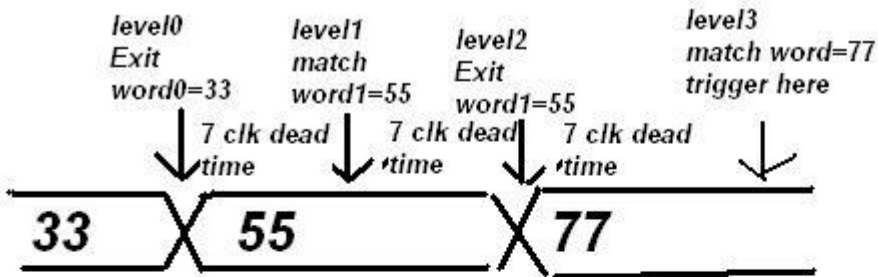 level0
Exit
word0=33
level1
match
word1=55
level2
Exit
word1=55
level3
match word=77
trigger here
7 clk dead
time
7 clk dead
time
7 clk dead
time
33
55
77